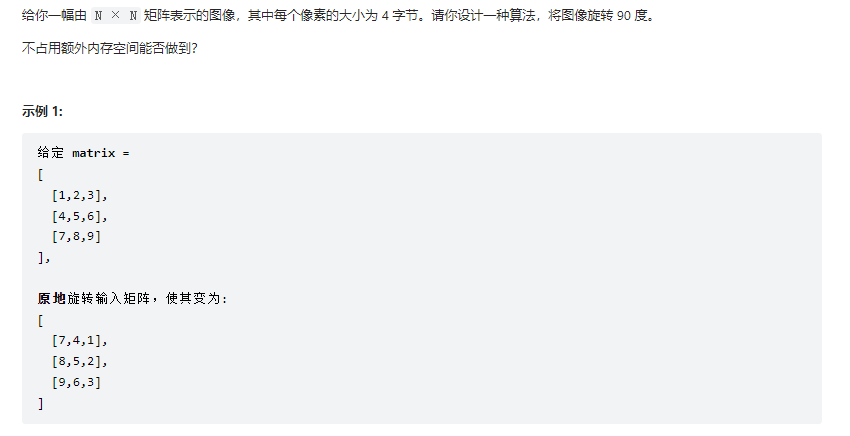 给你一幅由 N × N 矩阵表示的图像，其中每个像素的大小为 4 字节。请你设计一种算法，将图像旋转 90 度。
不占用额外内存空间能否做到？
示例 1:
给定 matrix =
[
  [1,2,3],
  [4,5,6],
  [7,8,9]
],
原地旋转输入矩阵，使其变为:
[
  [7,4,1],
  [8,5,2],
  [9,6,3]
]